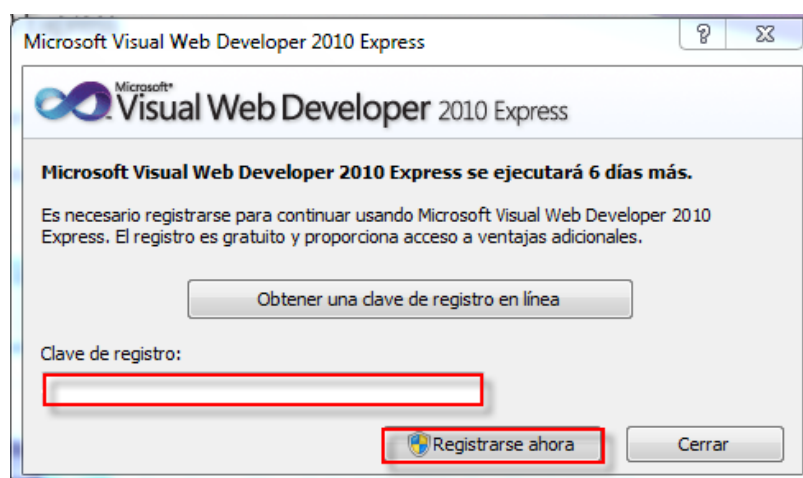 Microsoft Visual Web Developer 2010 Express
Microsoft®
Visual Web Developer 2010 Express
Microsoft Visual Web Developer 2010 Express se ejecutará 6 días más.
Es necesario registrarse para continuar usando Microsoft Visual Web Developer 2010
Express. El registro es gratuito y proporciona acceso a ventajas adicionales.
Obtener una clave de registro en línea
Clave de registro:
Registrarse ahora
Cerrar